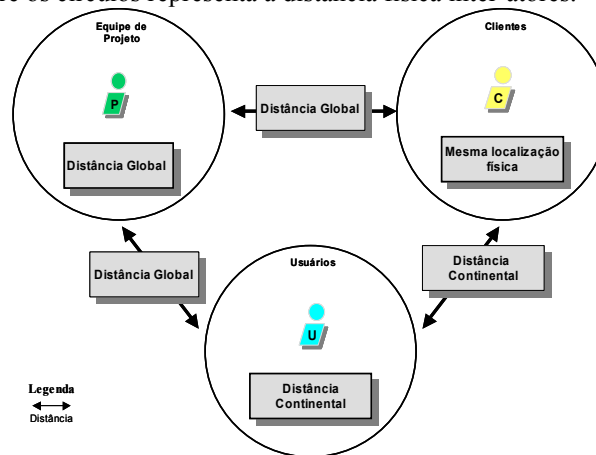 re os círculos representa a distância física inter-atores.
Equipe de
Projeto
P
Distância Global
Distância Global
Clientes
C
Mesma localização
física
Distância Global
Distância
Continental
Usuários
U
Distância
Continental
Legenda
Distância